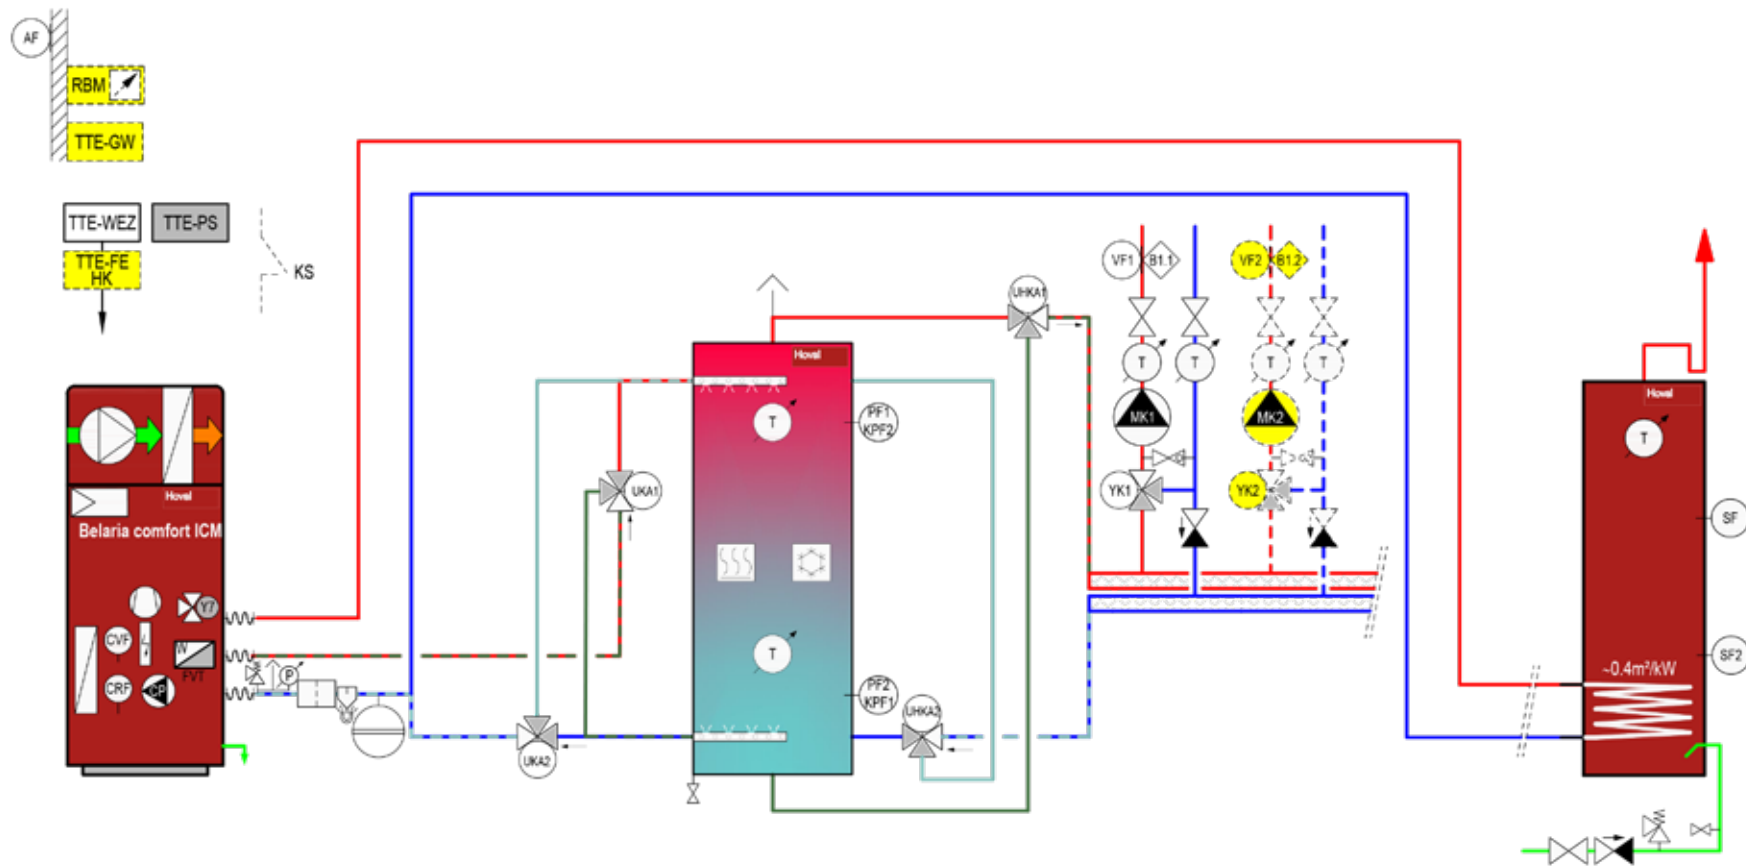 AF
RBM
TTE-GW
TTE-WEZ
TTE-PS
TTE-FE
HK
KS
Hoval
Belaria comfort ICM
Y7
CVF
W
FVT
CRF
CP
P
UKA2
UKA1
Hoval
T
PF1
KPF2
T
PF2
KPF1
UHKA1
UHKA2
VF1
B1.1
VF2
B1.2
T
T
T
T
MK1
MK2
YK1
YK2
Hoval
T
SF
SF2
~0.4m²/kW